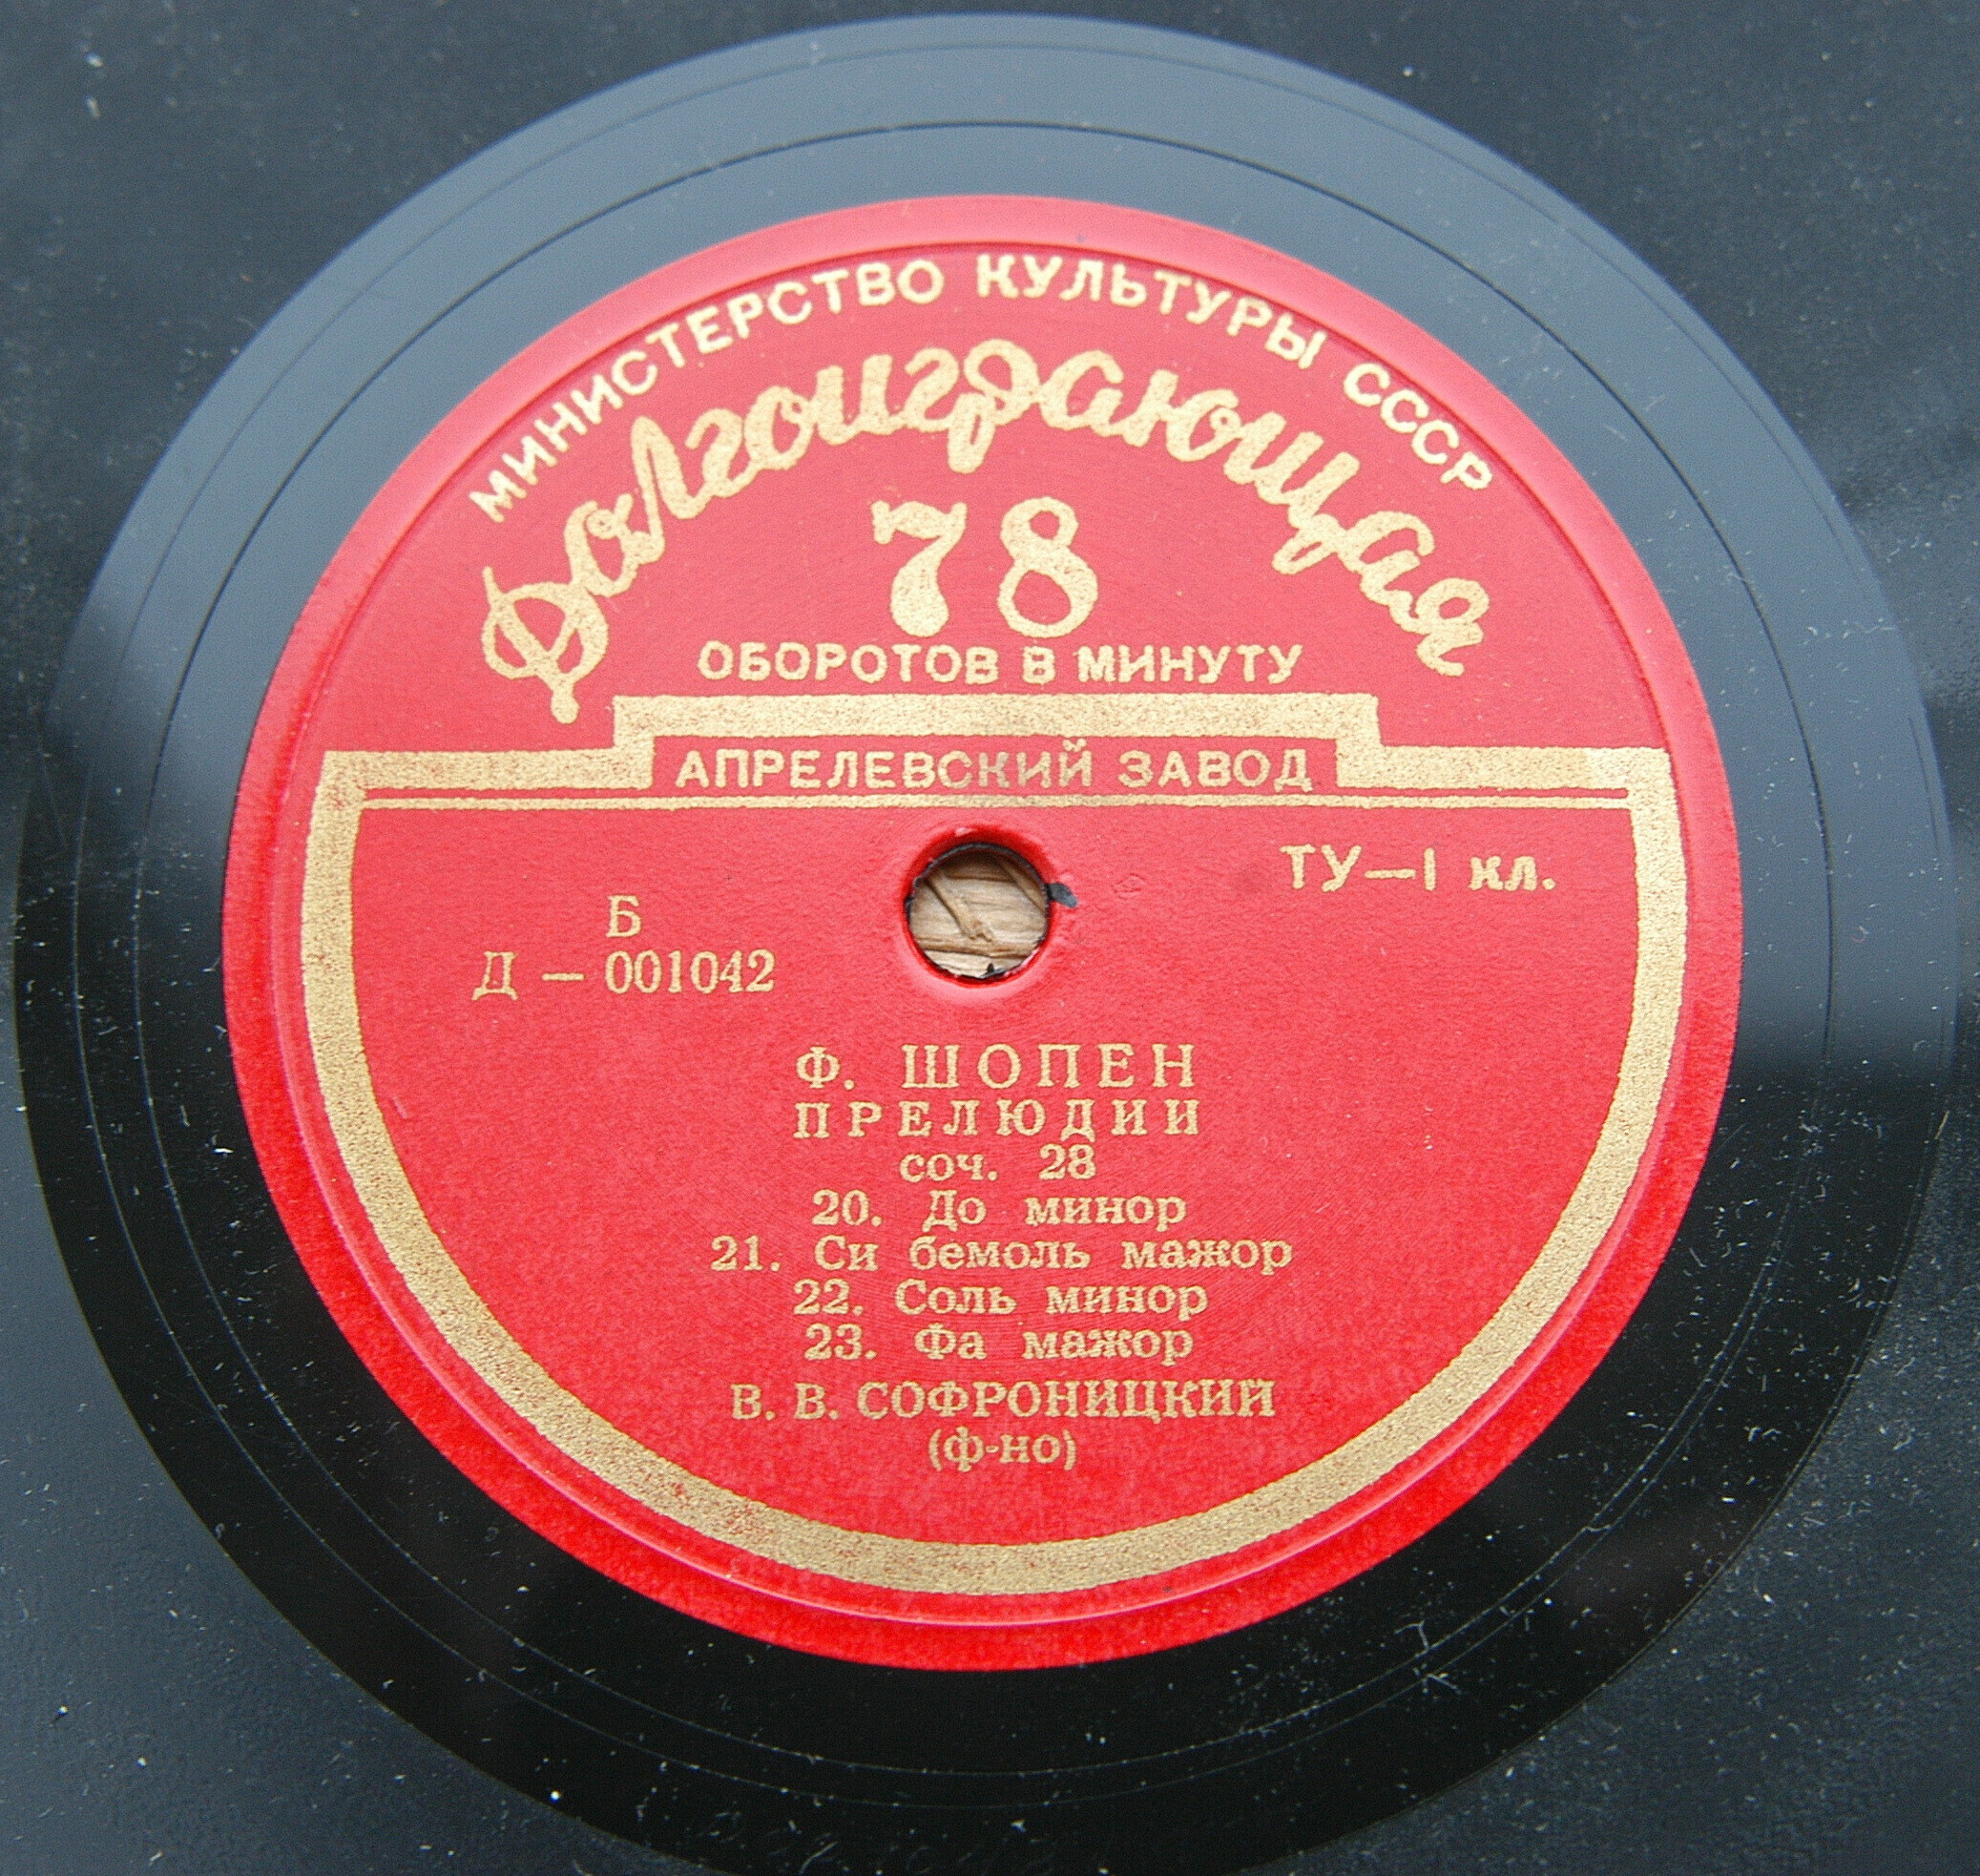 МИНИСТЕРСТВО КУЛЬТУРЫ СССР
Долгоиграющая
78
ОБОРОТОВ В МИНУТУ
АПРЕЛЕВСКИЙ ЗАВОД
ТУ—1 кл.
Б
Д — 001042
Ф. ШОПЕН
ПРЕЛЮДИИ
соч. 28
20. До минор
21. Си бемоль мажор
22. Соль минор
23. Фа мажор
В. В. СОФРОНИЦКИЙ
(ф-но)